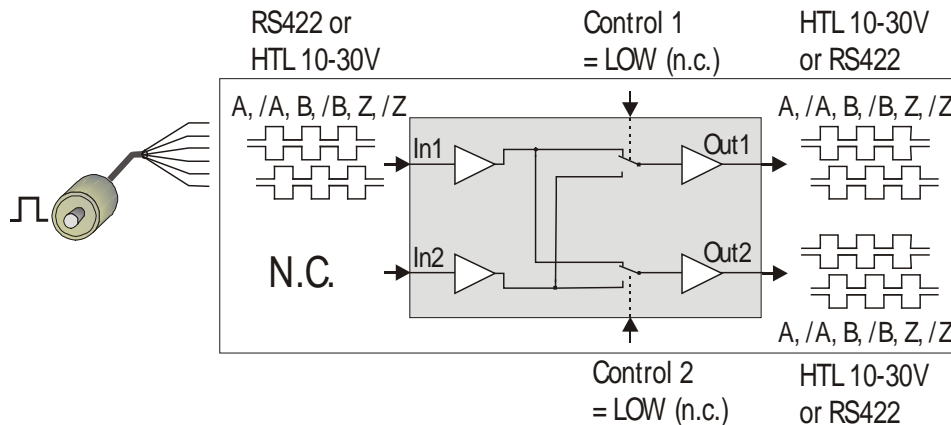 RS422 or
HTL 10-30V
Control 1
= LOW (n.c.)
HTL 10-30V
or RS422
A, /A, B, /B, Z, /Z
A, /A, B, /B, Z, /Z
In1
Out1
In2
Out2
N.C.
A, /A, B, /B, Z, /Z
Control 2
= LOW (n.c.)
HTL 10-30V
or RS422